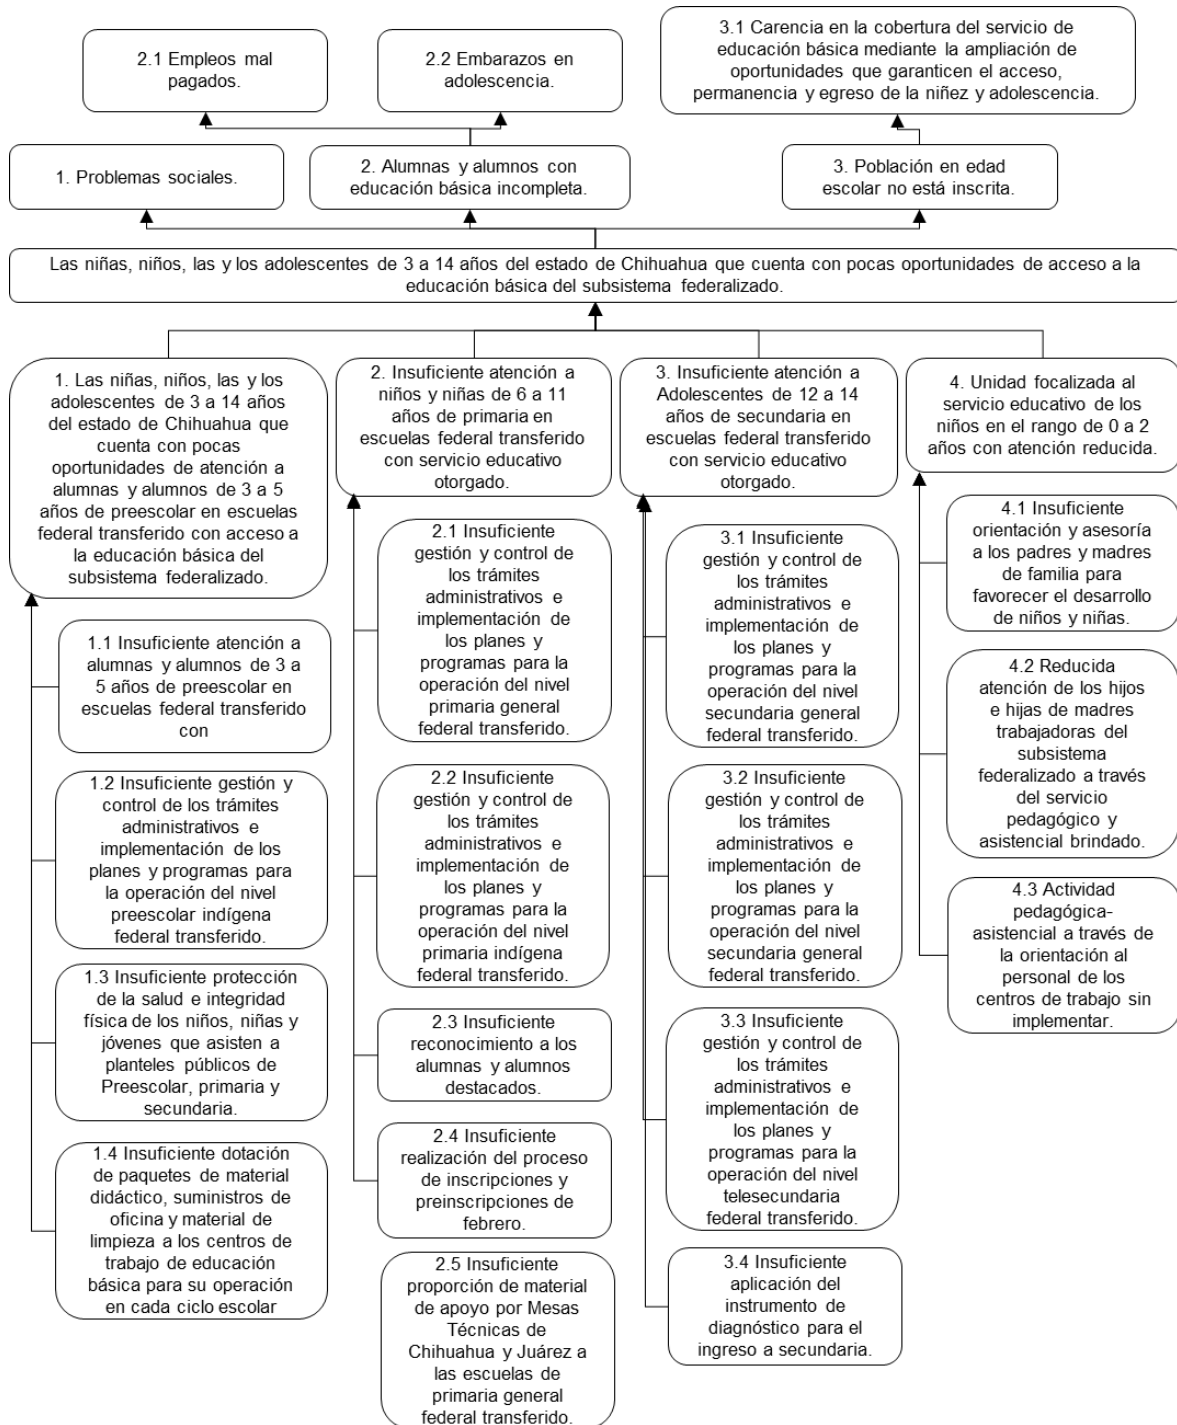 2.1 Empleos mal
pagados.
2.2 Embarazos en
adolescencia.
3.1 Carencia en la cobertura del servicio de
educación básica mediante la ampliación de
oportunidades que garanticen el acceso,
permanencia y egreso de la niñez y adolescencia.
1. Problemas sociales.
2. Alumnas y alumnos con
educación básica incompleta.
3. Población en edad
escolar no está inscrita.
Las niñas, niños, las y los adolescentes de 3 a 14 años del estado de Chihuahua que cuenta con pocas oportunidades de acceso a la
educación básica del subsistema federalizado.
1. Las niñas, niños, las y los
adolescentes de 3 a 14 años
del estado de Chihuahua que
cuenta con pocas
oportunidades de atención a
alumnas y alumnos de 3 a 5
años de preescolar en escuelas
federal transferido con acceso a
la educación básica del
subsistema federalizado.
1.1 Insuficiente atención a
alumnas y alumnos de 3 a
5 años de preescolar en
escuelas federal transferido
con
1.2 Insuficiente gestión y
control de los trámites
administrativos e
implementación de los
planes y programas para
la operación del nivel
preescolar indígena
federal transferido.
1.3 Insuficiente protección
de la salud e integridad
física de los niños, niñas y
jóvenes que asisten a
planteles públicos de
Preescolar, primaria y
secundaria.
1.4 Insuficiente dotación
de paquetes de material
didáctico, suministros de
oficina y material de
limpieza a los centros de
trabajo de educación
básica para su operación
en cada ciclo escolar
2. Insuficiente atención a
niños y niñas de 6 a 11
años de primaria en
escuelas federal transferido
con servicio educativo
otorgado.
2.1 Insuficiente
gestión y control de
los trámites
administrativos e
implementación de
los planes y
programas para la
operación del nivel
primaria general
federal transferido.
2.2 Insuficiente
gestión y control de
los trámites
administrativos e
implementación de
los planes y
programas para la
operación del nivel
primaria indígena
federal transferido.
2.3 Insuficiente
reconocimiento a los
alumnas y alumnos
destacados.
2.4 Insuficiente
realización del proceso
de inscripciones y
preinscripciones de
febrero.
2.5 Insuficiente
proporción de material
de apoyo por Mesas
Técnicas de
Chihuahua y Juárez a
las escuelas de
primaria general
federal transferido.
3. Insuficiente atención a
Adolescentes de 12 a 14
años de secundaria en
escuelas federal transferido
con servicio educativo
otorgado.
3.1 Insuficiente
gestión y control de
los trámites
administrativos e
implementación de
los planes y
programas para la
operación del nivel
secundaria general
federal transferido.
3.2 Insuficiente
gestión y control de
los trámites
administrativos e
implementación de
los planes y
programas para la
operación del nivel
secundaria general
federal transferido.
3.3 Insuficiente
gestión y control de
los trámites
administrativos e
implementación de
los planes y
programas para la
operación del nivel
telesecundaria
federal transferido.
3.4 Insuficiente
aplicación del
instrumento de
diagnóstico para el
ingreso a secundaria.
4. Unidad focalizada al
servicio educativo de los
niños en el rango de 0 a 2
años con atención reducida.
4.1 Insuficiente
orientación y asesoría
a los padres y madres
de familia para
favorecer el desarrollo
de niños y niñas.
4.2 Reducida
atención de los hijos
e hijas de madres
trabajadoras del
subsistema
federalizado a través
del servicio
pedagógico y
asistencial brindado.
4.3 Actividad
pedagógica-
asistencial a través de
la orientación al
personal de los
centros de trabajo sin
implementar.